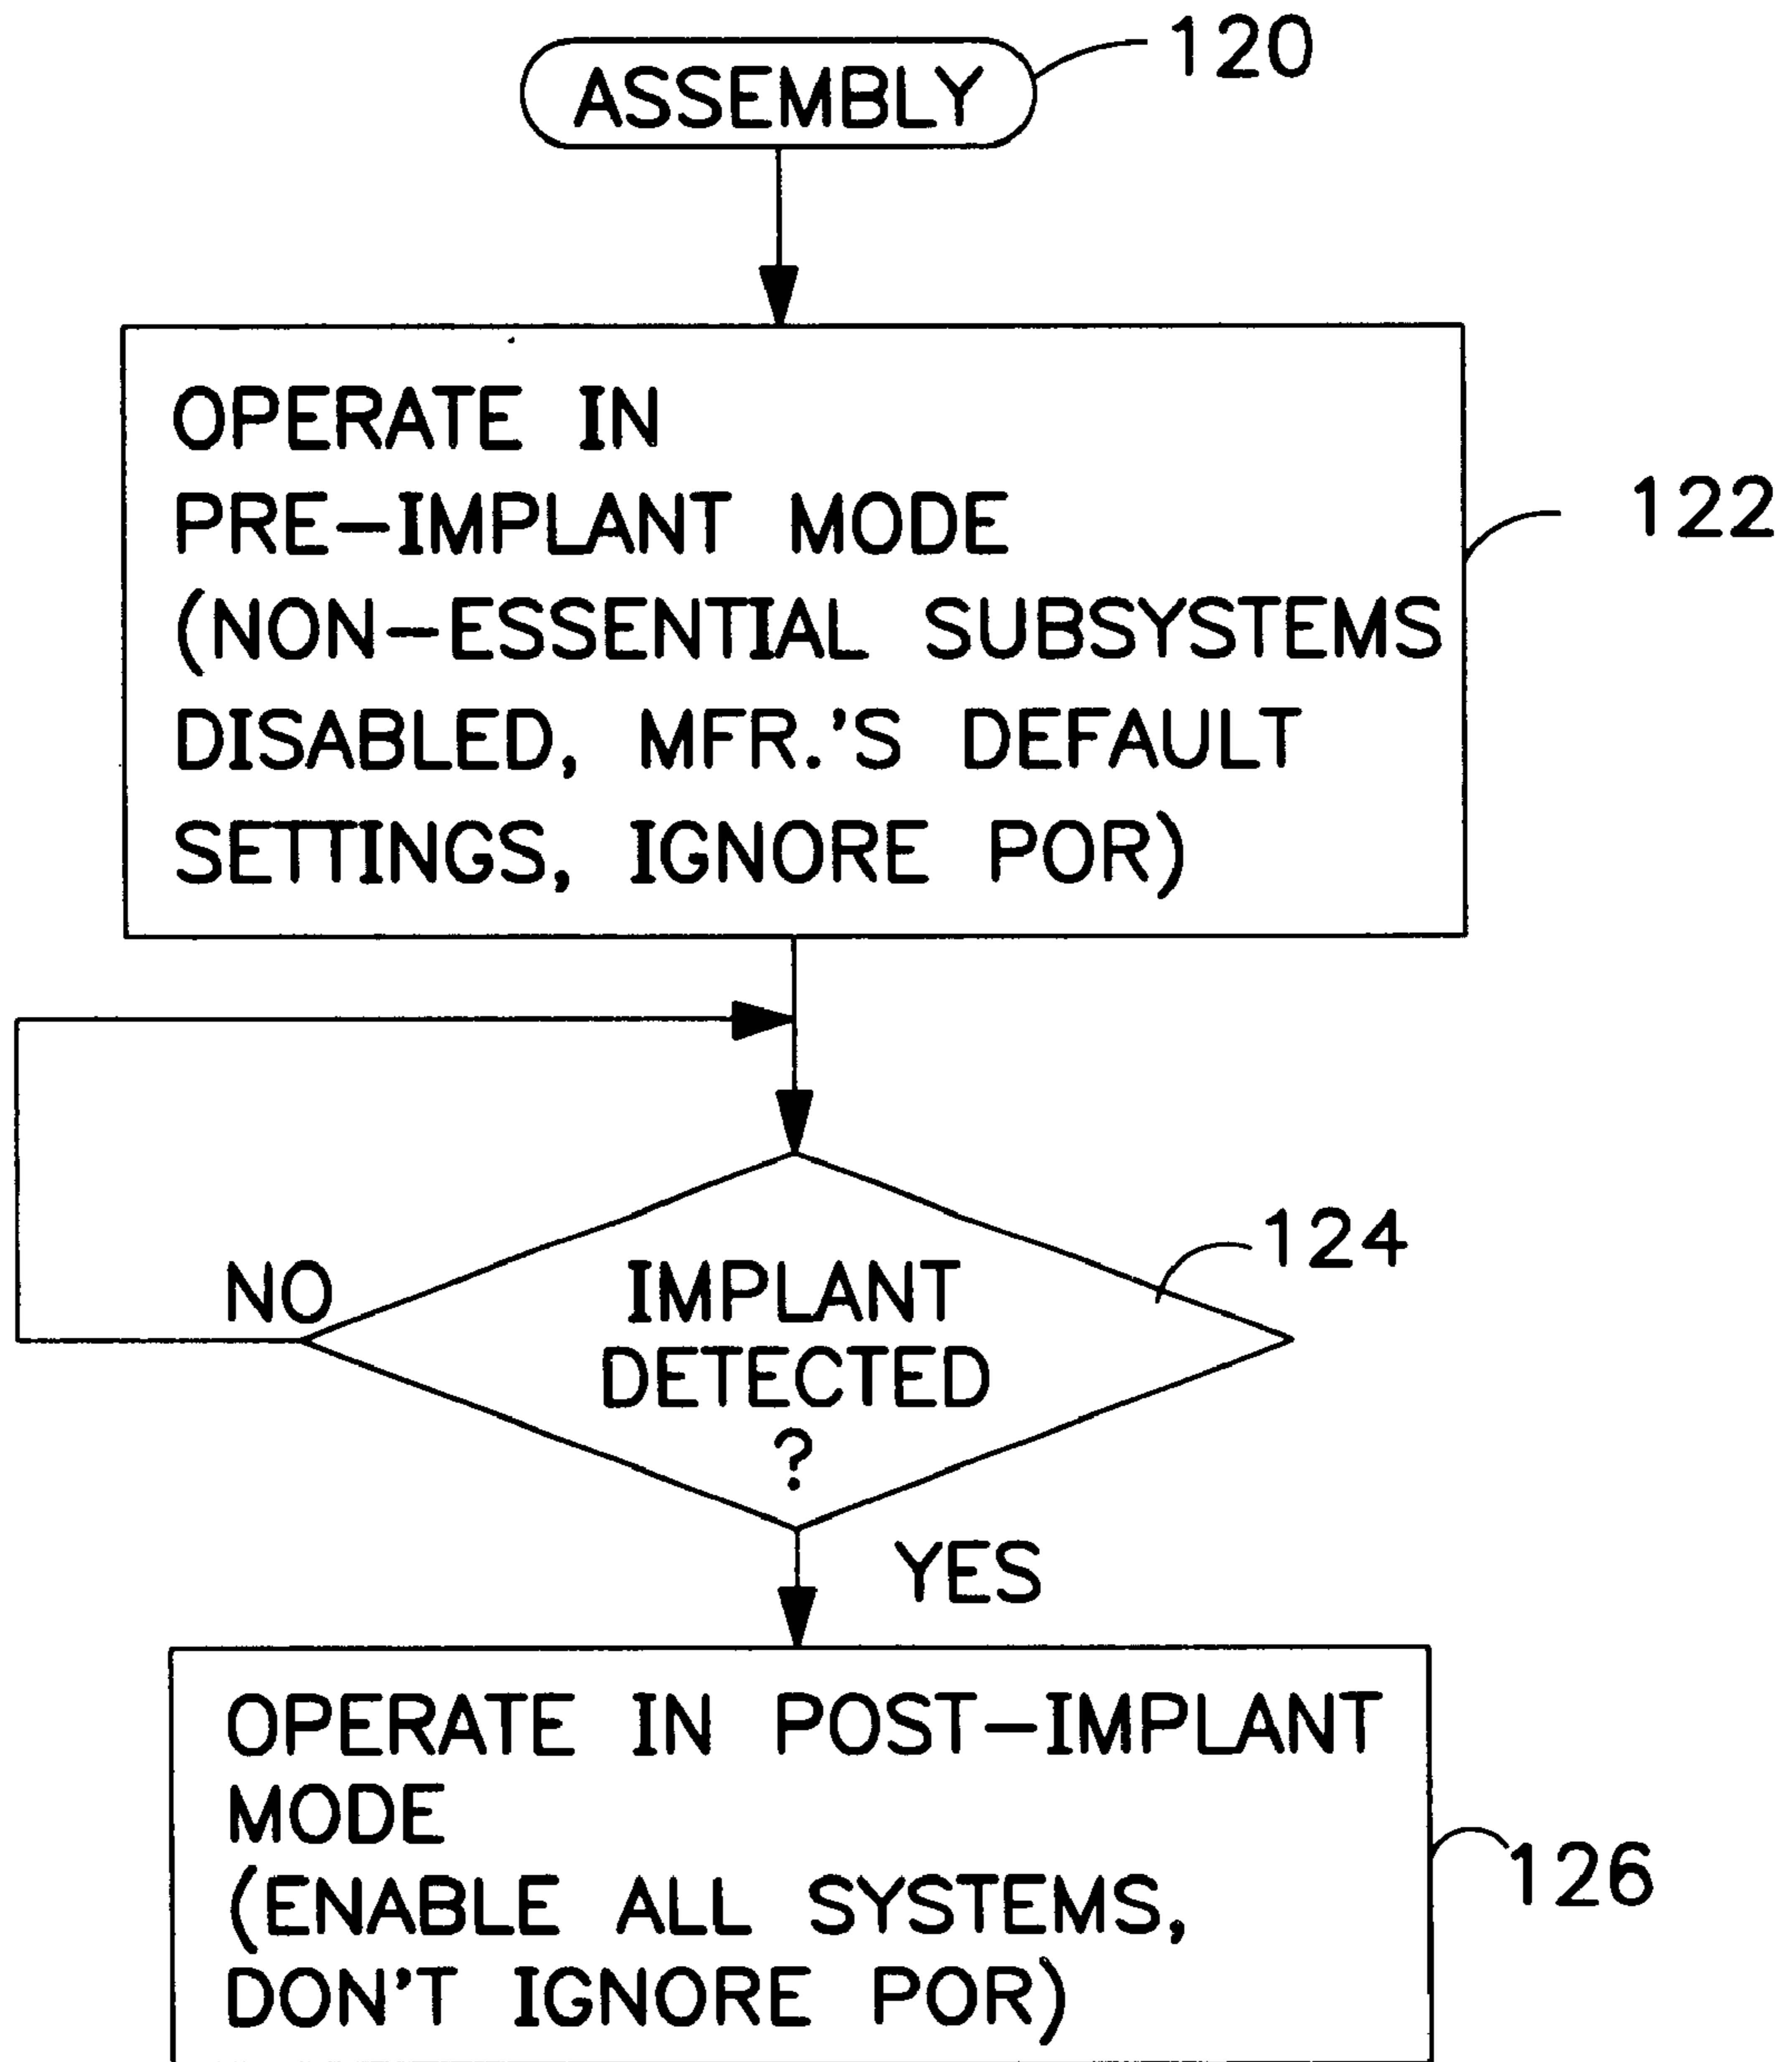 ASSEMBLY
120
OPERATE IN
PRE-IMPLANT MODE
(NON-ESSENTIAL SUBSYSTEMS
DISABLED, MFR.'S DEFAULT
SETTINGS, IGNORE POR)
122
IMPLANT
DETECTED
?
124
NO
YES
OPERATE IN POST-IMPLANT
MODE
(ENABLE ALL SYSTEMS,
DON'T IGNORE POR)
126